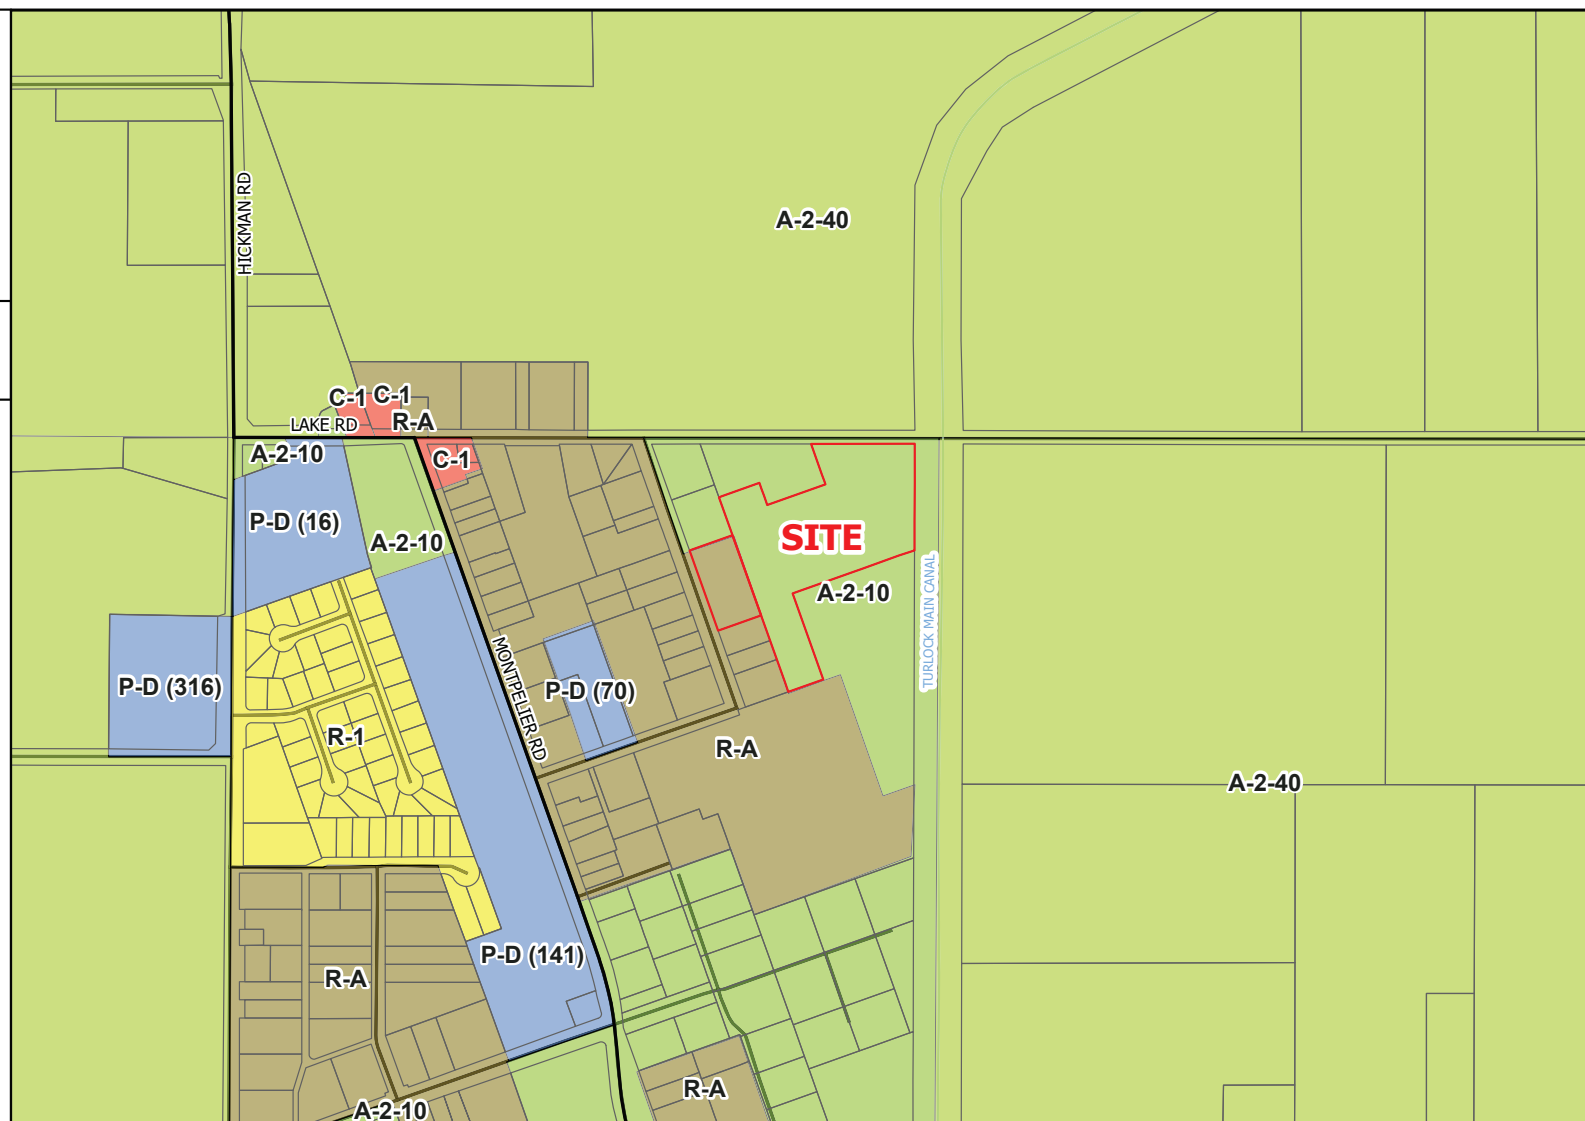 HICKMAN RD
A-2-40
C-1
C-1
LAKE RD
R-A
A-2-10
C-1
P-D (16)
A-2-10
SITE
A-2-10
TURLOCK MAIN CANAL
MONTPELIER RD
P-D (316)
P-D (70)
R-1
R-A
A-2-40
P-D (141)
R-A
R-A
A-2-10